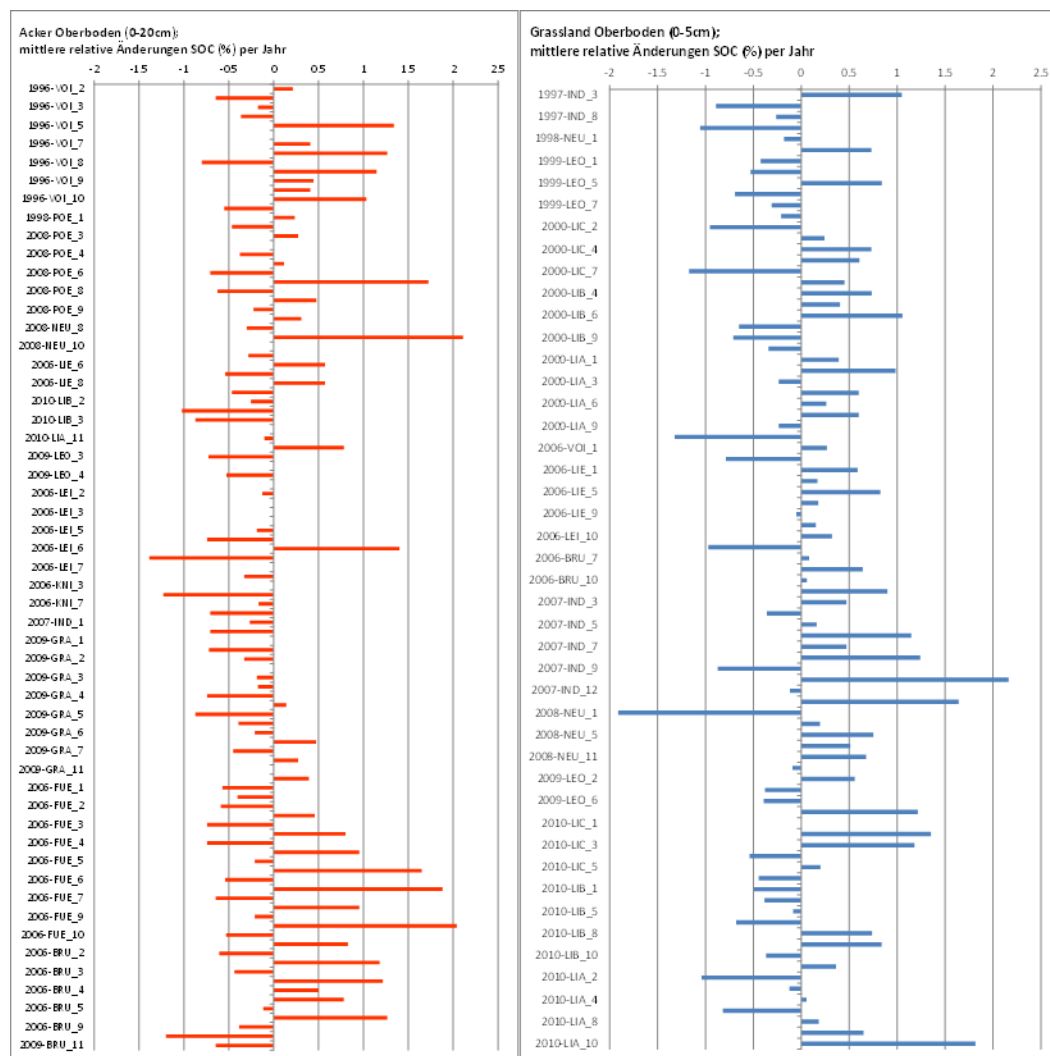 Acker Oberboden (0-20cm);
mittlere relative Änderungen SOC (%) per Jahr
-2 -1.5 -1 -0.5 0 0.5 1 1.5 2 2.5
1996-VOI_2
1996-VOI_3
1996-VOI_5
1996-VOI_7
1996-VOI_8
1996-VOI_9
1996-VOI_10
1998-POE_1
2008-POE_3
2008-POE_4
2008-POE_6
2008-POE_8
2008-POE_9
2008-NEU_8
2008-NEU_10
2006-LIE_6
2006-LIE_8
2010-LIB_2
2010-LIB_3
2010-LIA_11
2009-LEO_3
2009-LEO_4
2006-LEI_2
2006-LEI_3
2006-LEI_5
2006-LEI_6
2006-LEI_7
2006-KNI_3
2006-KNI_7
2007-IND_1
2009-GRA_1
2009-GRA_2
2009-GRA_3
2009-GRA_4
2009-GRA_5
2009-GRA_6
2009-GRA_7
2009-GRA_11
2006-FUE_1
2006-FUE_2
2006-FUE_3
2006-FUE_4
2006-FUE_5
2006-FUE_6
2006-FUE_7
2006-FUE_9
2006-FUE_10
2006-BRU_2
2006-BRU_3
2006-BRU_4
2006-BRU_5
2006-BRU_9
2009-BRU_11
Grassland Oberboden (0-5cm);
mittlere relative Änderungen SOC (%) per Jahr
-2 -1.5 -1 -0.5 0 0.5 1 1.5 2 2.5
1997-IND_3
1997-IND_8
1998-NEU_1
1999-LEO_1
1999-LEO_5
1999-LEO_7
2000-LIC_2
2000-LIC_4
2000-LIC_7
2000-LIB_4
2000-LIB_6
2000-LIB_9
2000-LIA_1
2000-LIA_3
2000-LIA_6
2000-LIA_9
2006-VOI_1
2006-LIE_1
2006-LIE_5
2006-LIE_9
2006-LEI_10
2006-BRU_7
2006-BRU_10
2007-IND_3
2007-IND_5
2007-IND_7
2007-IND_9
2007-IND_12
2008-NEU_1
2008-NEU_5
2008-NEU_11
2009-LEO_2
2009-LEO_6
2010-LIC_1
2010-LIC_3
2010-LIC_5
2010-LIB_1
2010-LIB_5
2010-LIB_8
2010-LIB_10
2010-LIA_2
2010-LIA_4
2010-LIA_8
2010-LIA_10